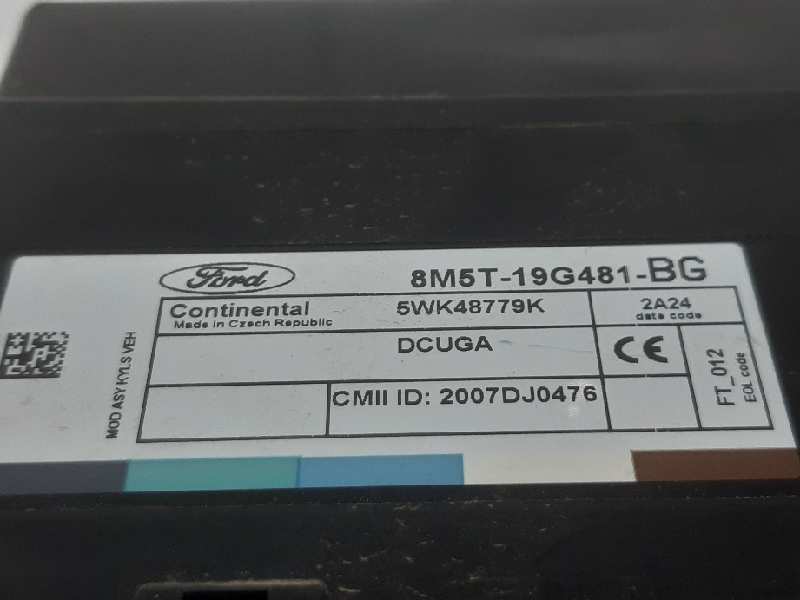 Ford
8M5T-19G481-BG
Continental
Made in Czech Republic
5WK48779K
2A24
date code
DCUGA
CE
CMII ID: 2007DJ0476
FT_012
EOL code
MOD ASY KYLS VEH